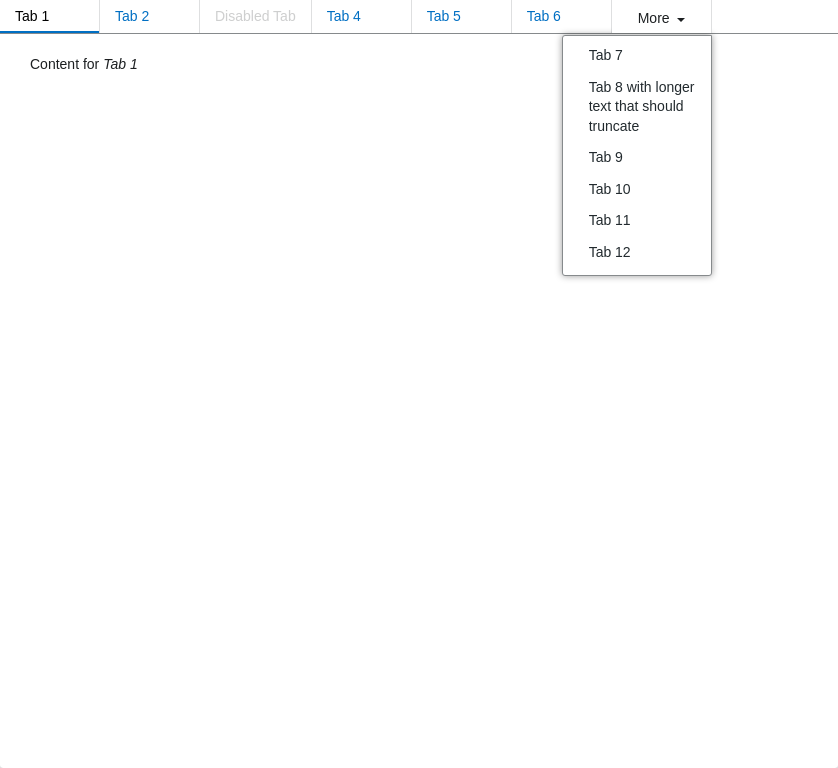 Tab 1 Tab 2 Disabled Tab Tab 4 Tab 5 Tab 6 More
Content for Tab 1
Tab 7
Tab 8 with longer
text that should
truncate
Tab 9
Tab 10
Tab 11
Tab 12